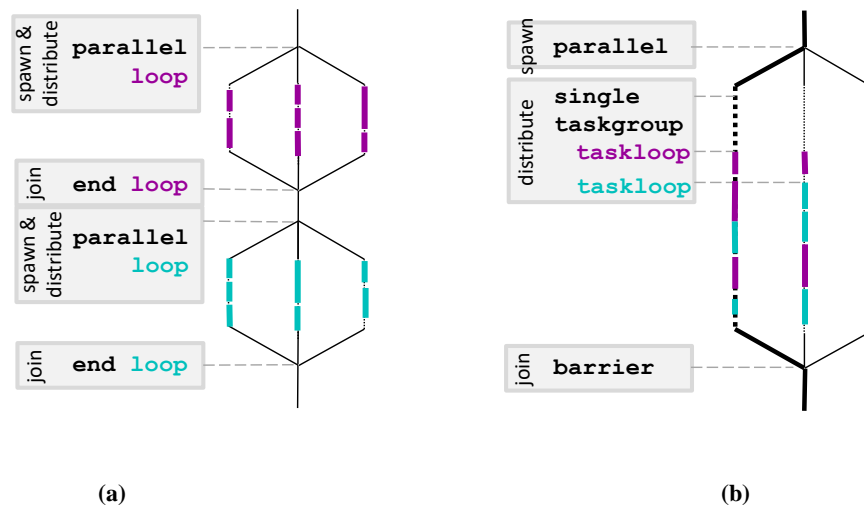 spawn &
distribute
parallel
loop
join
end loop
spawn &
distribute
parallel
loop
join
end loop
(a)
spawn
parallel
distribute
single
taskgroup
taskloop
taskloop
join
barrier
(b)